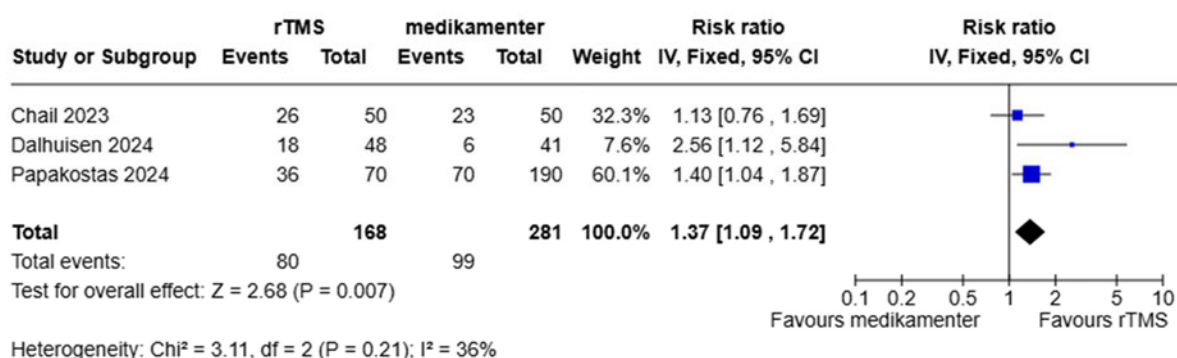 rTMS medikamenter Risk ratio Risk ratio
Study or Subgroup Events Total Events Total Weight IV, Fixed, 95% CI IV, Fixed, 95% CI
Chail 2023 26 50 23 50 32.3% 1.13 [0.76 , 1.69]
Dalhuisen 2024 18 48 6 41 7.6% 2.56 [1.12 , 5.84]
Papakostas 2024 36 70 70 190 60.1% 1.40 [1.04 , 1.87]
Total 168 281 100.0% 1.37 [1.09 , 1.72]
Total events: 80 99
Test for overall effect: Z = 2.68 (P = 0.007)
0.1 0.2 0.5 1 2 5 10
Favours medikamenter Favours rTMS
Heterogeneity: Chi² = 3.11, df = 2 (P = 0.21); I² = 36%